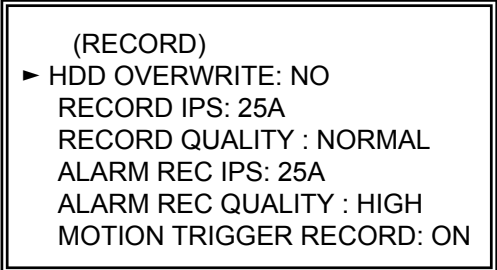 (RECORD)
► HDD OVERWRITE: NO
RECORD IPS: 25A
RECORD QUALITY : NORMAL
ALARM REC IPS: 25A
ALARM REC QUALITY : HIGH
MOTION TRIGGER RECORD: ON